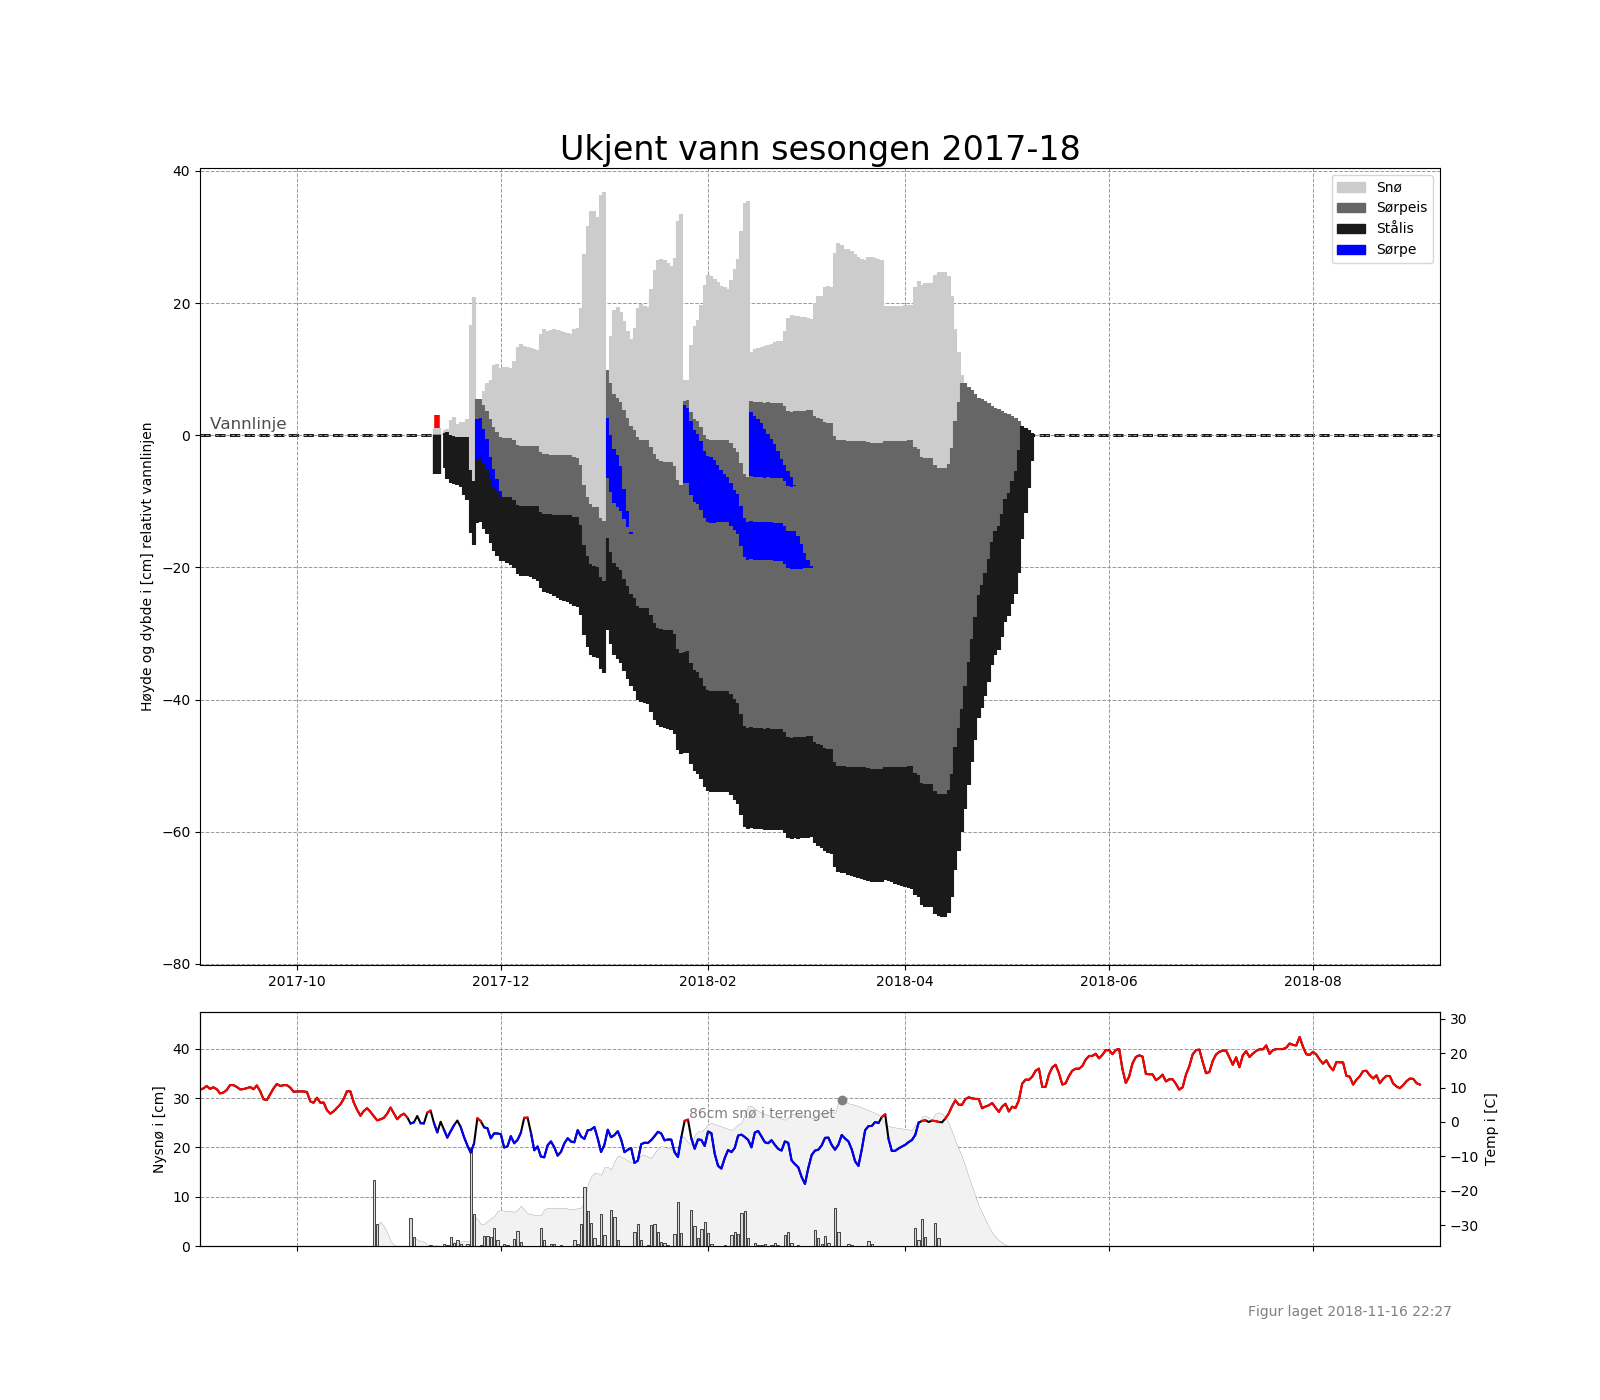 Ukjent vann sesongen 2017-18
40
20
0
−20
−40
−60
−80
Høyde og dybde i [cm] relativt vannlinjen
Vannlinje
Snø
Sørpeis
Stålis
Sørpe
2017-10 2017-12 2018-02 2018-04 2018-06 2018-08
40
30
20
10
0
Nysnø i [cm]
86cm snø i terrenget
30
20
10
0
−10
−20
−30
Temp i [C]
Figur laget 2018-11-16 22:27